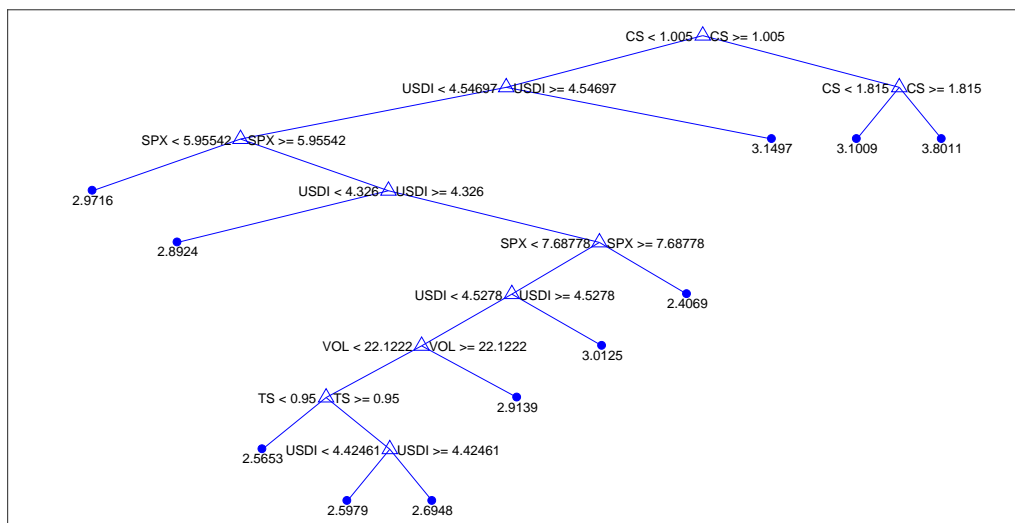 CS < 1.005 CS >= 1.005
USDI < 4.54697 USDI >= 4.54697
CS < 1.815 CS >= 1.815
SPX < 5.95542 SPX >= 5.95542
3.1497
3.1009
3.8011
USDI < 4.326 USDI >= 4.326
2.9716
SPX < 7.68778 SPX >= 7.68778
2.8924
USDI < 4.5278 USDI >= 4.5278
2.4069
VOL < 22.1222 VOL >= 22.1222
3.0125
TS < 0.95 TS >= 0.95
2.9139
USDI < 4.42461 USDI >= 4.42461
2.5653
2.5979
2.6948